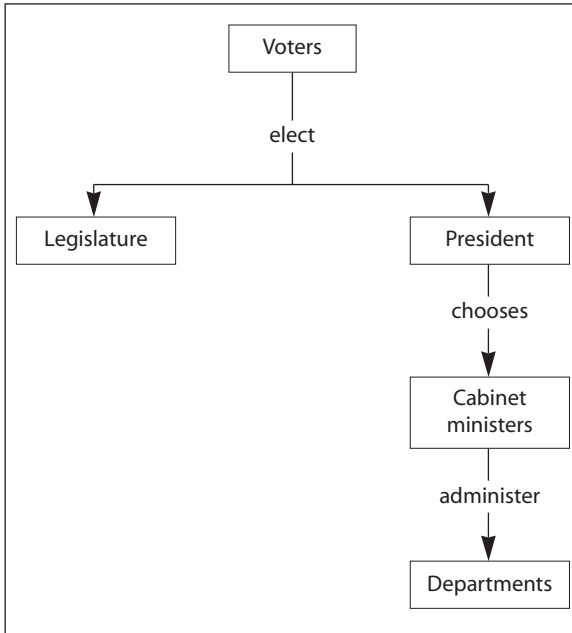 Voters
elect
Legislature
President
chooses
Cabinet
ministers
administer
Departments